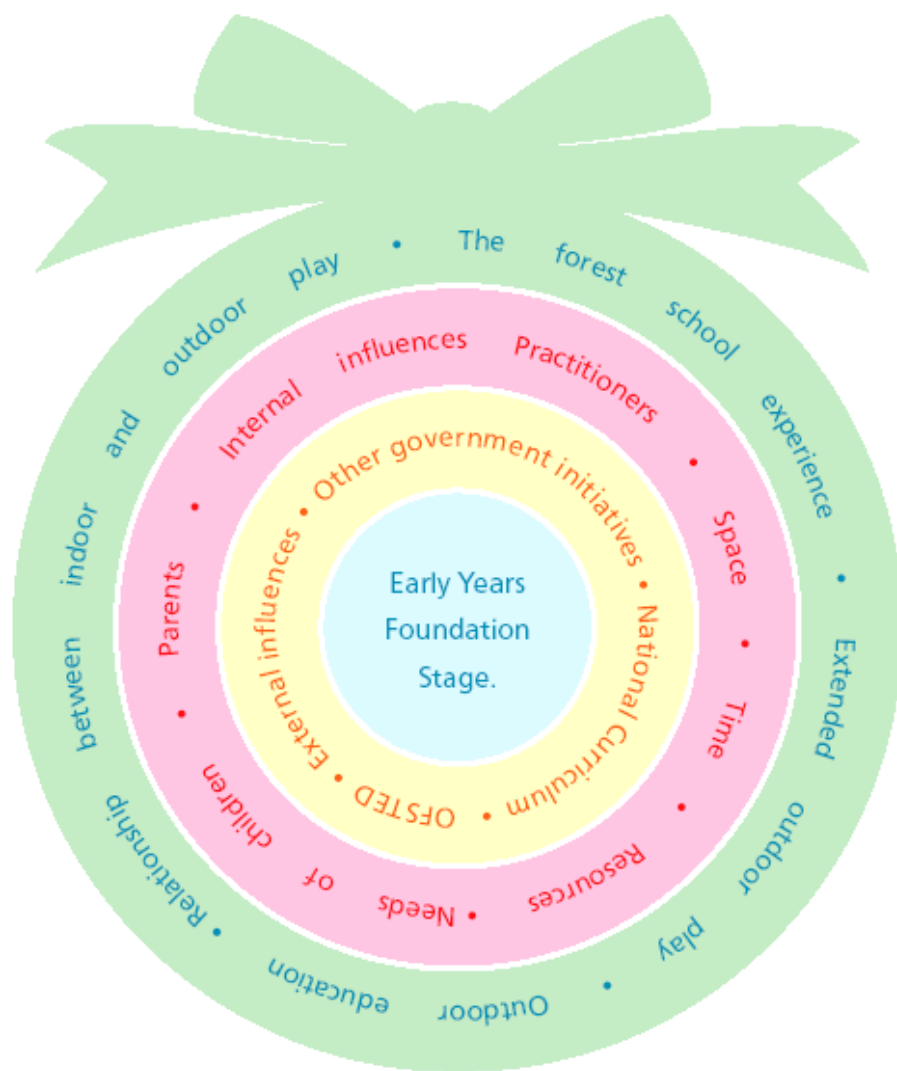 The forest school experience • Extended outdoor play • Outdoor education • Relationship between indoor and outdoor play •
Internal influences Practitioners • Space • Time • Resources • Needs of children • Parents •
Other government initiatives • National Curriculum • OFSTED • External influences •
Early Years
Foundation
Stage.